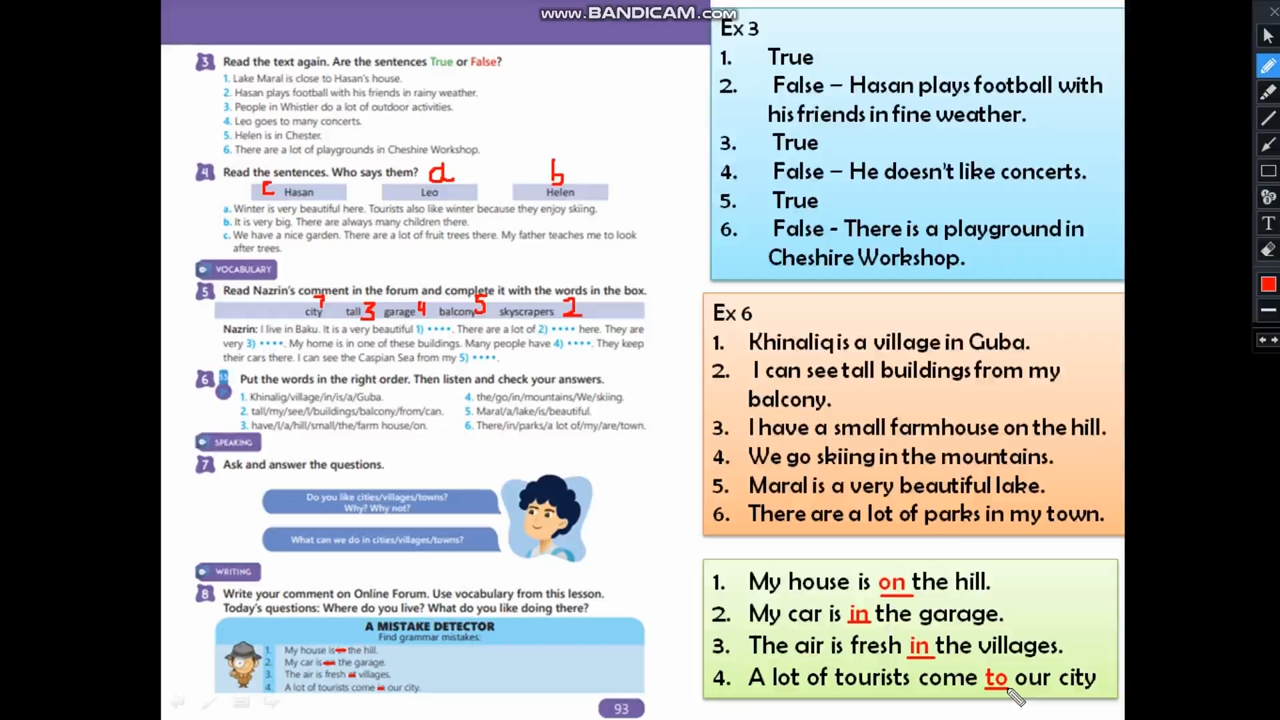 www.BANDICAM.com
3 Read the text again. Are the sentences True or False?
1. Lake Maral is close to Hasan's house.
2. Hasan plays football with his friends in rainy weather.
3. People in Whistler do a lot of outdoor activities.
4. Leo goes to many concerts.
5. Helen is in Chester.
6. There are a lot of playgrounds in Cheshire Workshop.
4 Read the sentences. Who says them? a b
c Hasan Leo Helen
a. Winter is very beautiful here. Tourists also like winter because they enjoy skiing.
b. It is very big. There are always many children there.
c. We have a nice garden. There are a lot of fruit trees there. My father teaches me to look
after trees.
VOCABULARY
5 Read Nazrin's comment in the forum and complete it with the words in the box.
city 7 tall 3 garage 4 balcony 5 skyscrapers 2
Nazrin: I live in Baku. It is a very beautiful 1) •••• . There are a lot of 2) •••• here. They are
very 3) •••• . My home is in one of these buildings. Many people have 4) •••• . They keep
their cars there. I can see the Caspian Sea from my 5) •••• .
6 Put the words in the right order. Then listen and check your answers.
1. Khinalig/village/in/is/a/Guba.
2. tall/my/see/I/buildings/balcony/from/can.
3. have/I/a/hill/small/the/farm house/on.
4. the/go/in/mountains/We/skiing.
5. Maral/a/lake/is/beautiful.
6. There/in/parks/a lot of/my/are/town.
SPEAKING
7 Ask and answer the questions.
Do you like cities/villages/towns?
Why? Why not?
What can we do in cities/villages/towns?
WRITING
8 Write your comment on Online Forum. Use vocabulary from this lesson.
Today's questions: Where do you live? What do you like doing there?
A MISTAKE DETECTOR
Find grammar mistakes:
1. My house is the hill.
2. My car is the garage.
3. The air is fresh villages.
4. A lot of tourists come our city.
93
Ex 3
1. True
2. False – Hasan plays football with
his friends in fine weather.
3. True
4. False – He doesn't like concerts.
5. True
6. False - There is a playground in
Cheshire Workshop.
Ex 6
1. Khinaliq is a village in Guba.
2. I can see tall buildings from my
balcony.
3. I have a small farmhouse on the hill.
4. We go skiing in the mountains.
5. Maral is a very beautiful lake.
6. There are a lot of parks in my town.
1. My house is on the hill.
2. My car is in the garage.
3. The air is fresh in the villages.
4. A lot of tourists come to our city